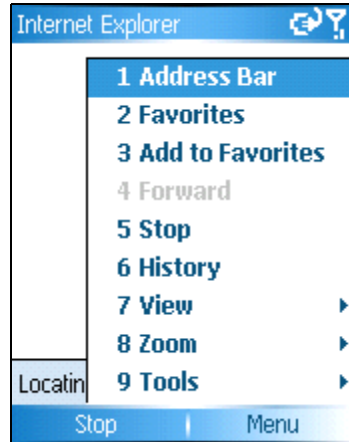 Internet Explorer
1 Address Bar
2 Favorites
3 Add to Favorites
4 Forward
5 Stop
6 History
7 View
8 Zoom
Locatin 9 Tools
Stop Menu